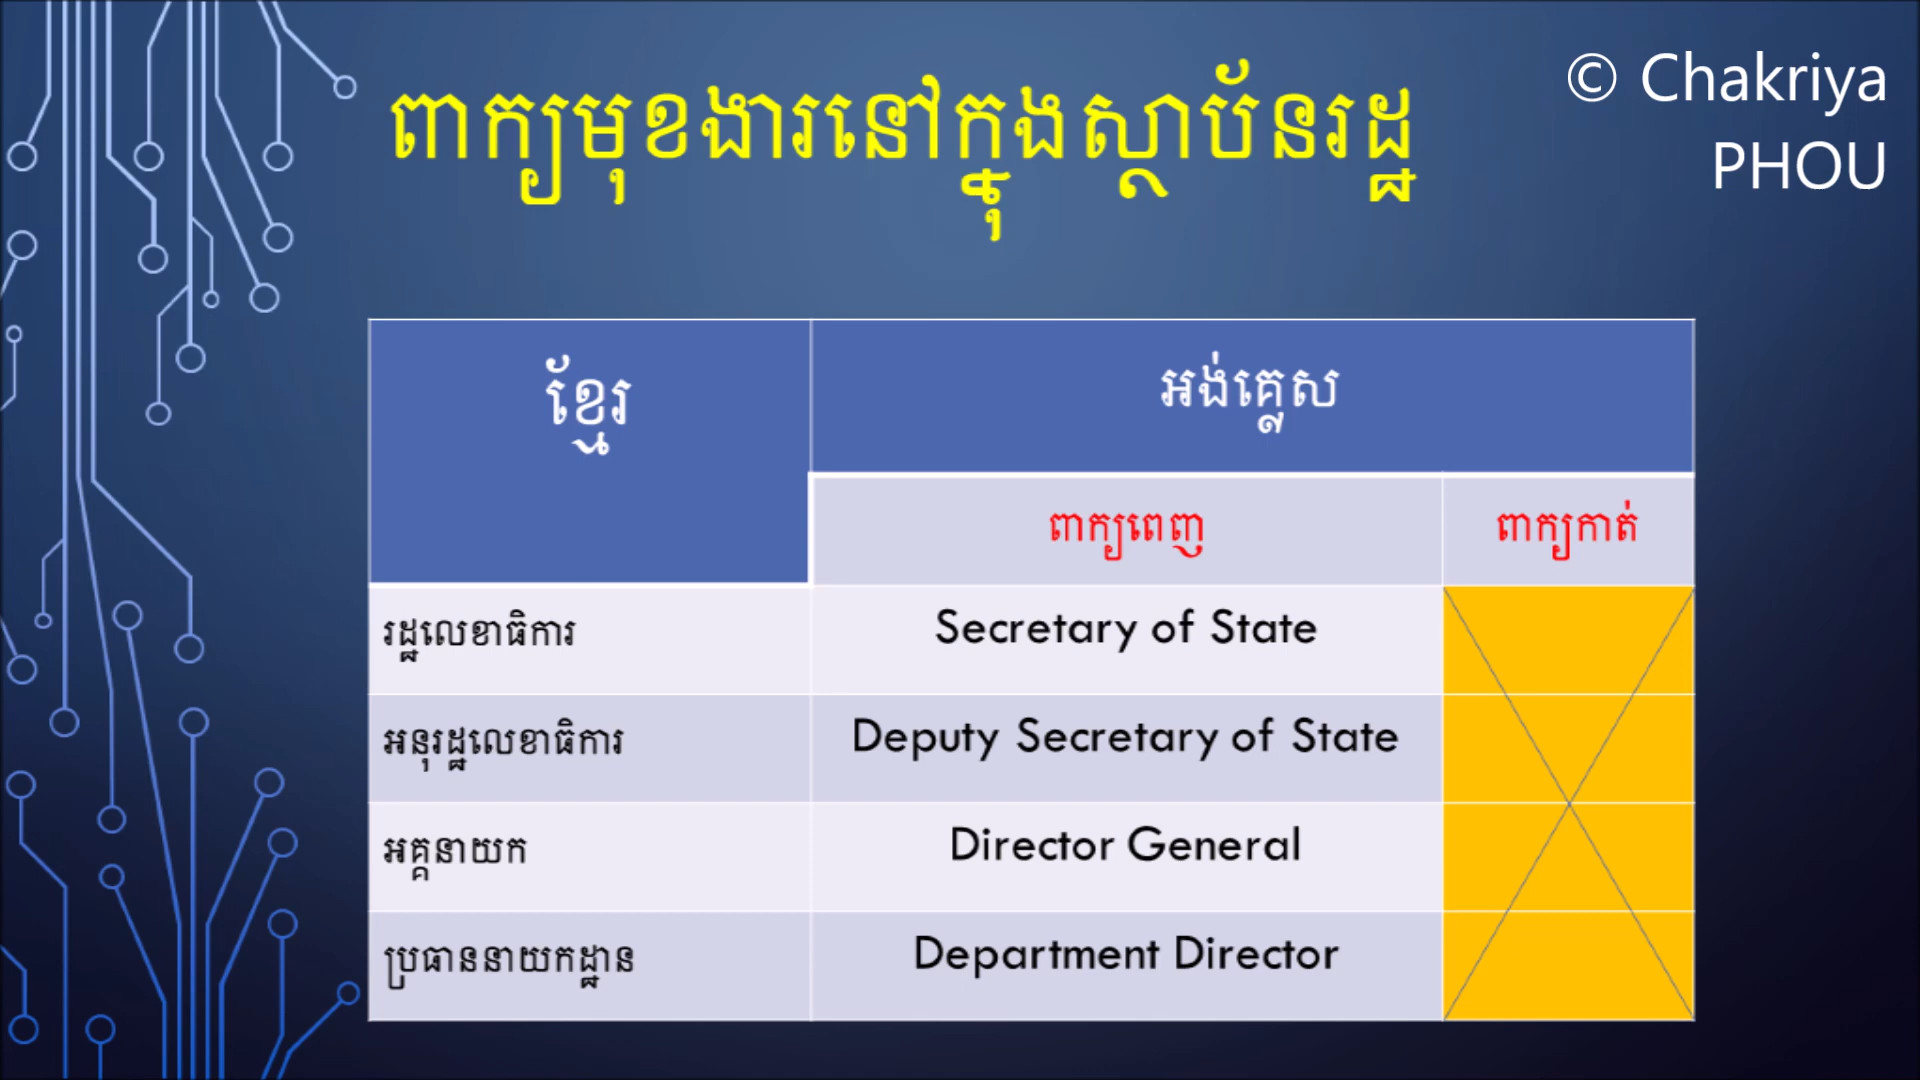 ពាក្យមុខងារនៅក្នុងស្ថាប័នរដ្ឋ
© Chakriya
PHOU
ខ្មែរ
អង់គ្លេស
ពាក្យពេញ
ពាក្យកាត់
រដ្ឋលេខាធិការ
Secretary of State
អនុរដ្ឋលេខាធិការ
Deputy Secretary of State
អគ្គនាយក
Director General
ប្រធាននាយកដ្ឋាន
Department Director